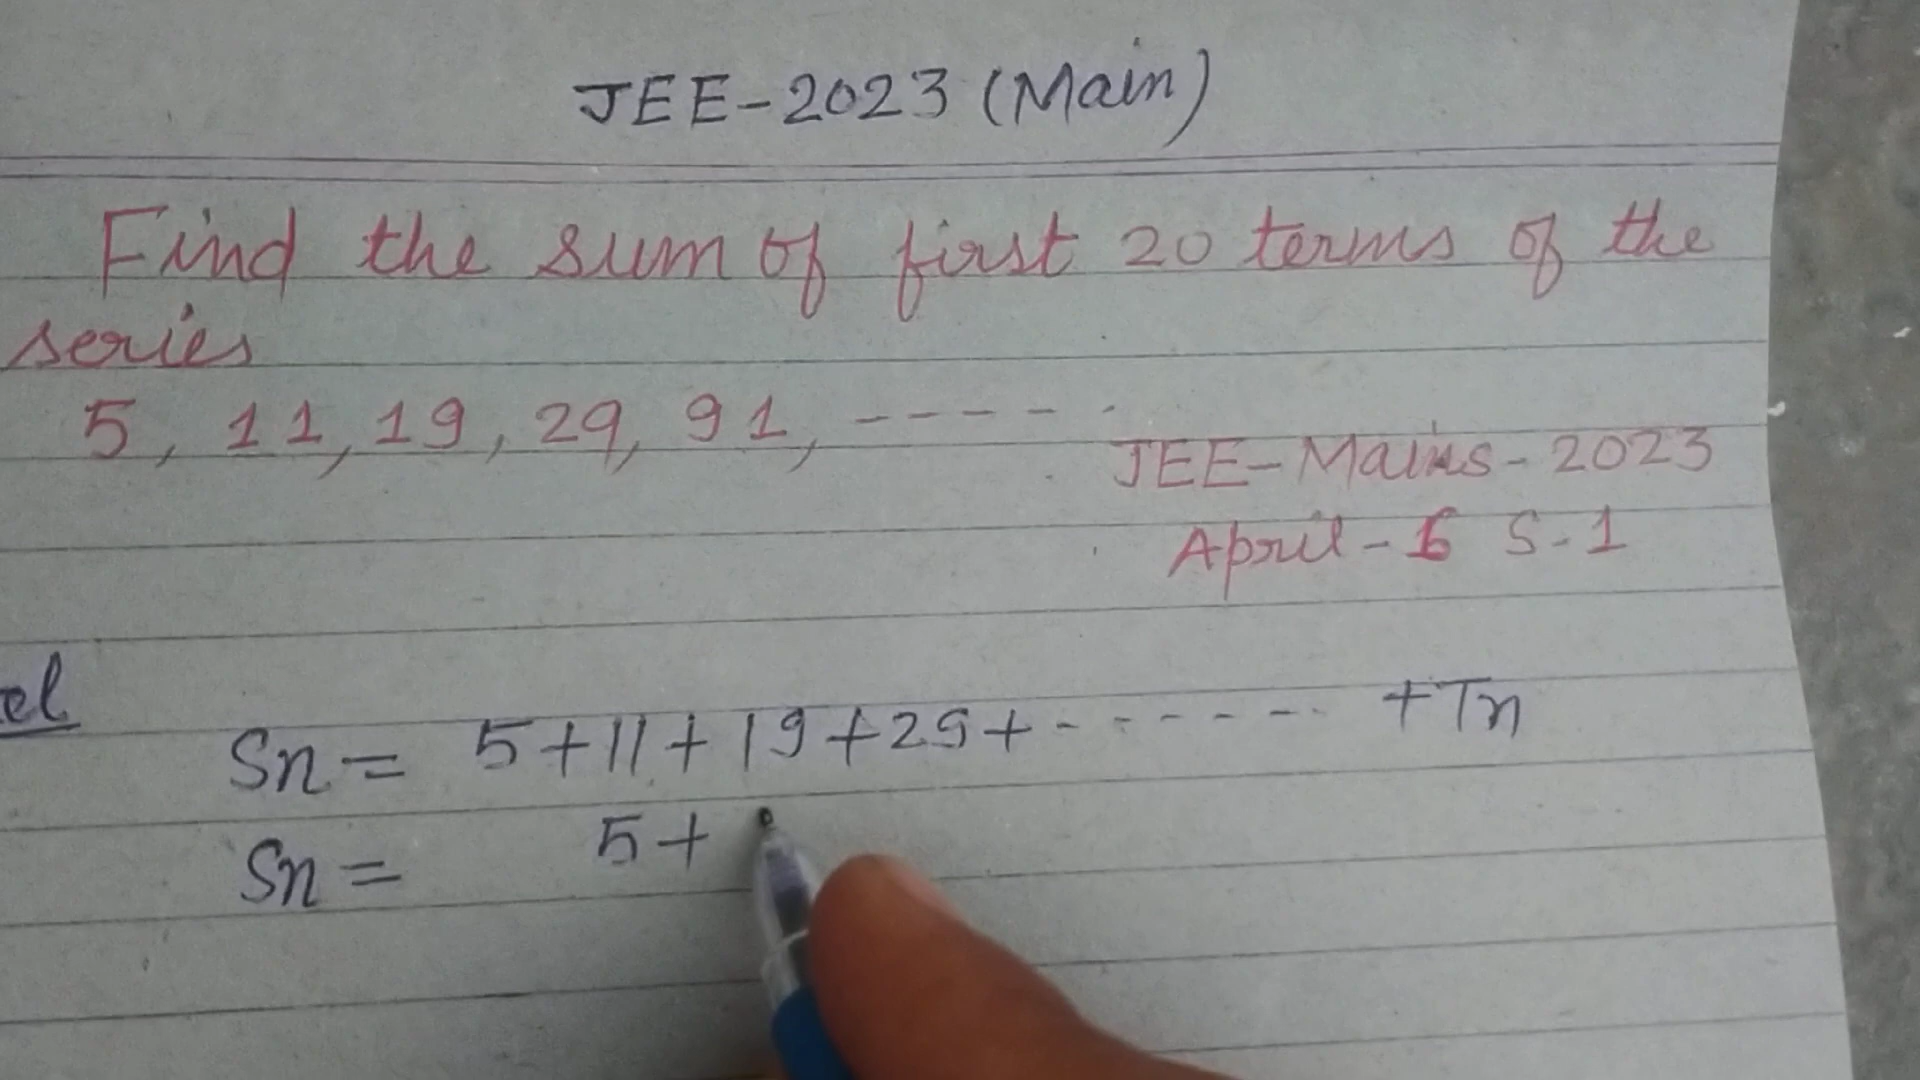 JEE-2023 (Main)
Find the sum of first 20 terms of the
series
5, 11, 19, 29, 91, -----.
JEE-Mains-2023
April-6 S-1
el
Sn = 5+11+19+29+------- +Tn
Sn = 5+